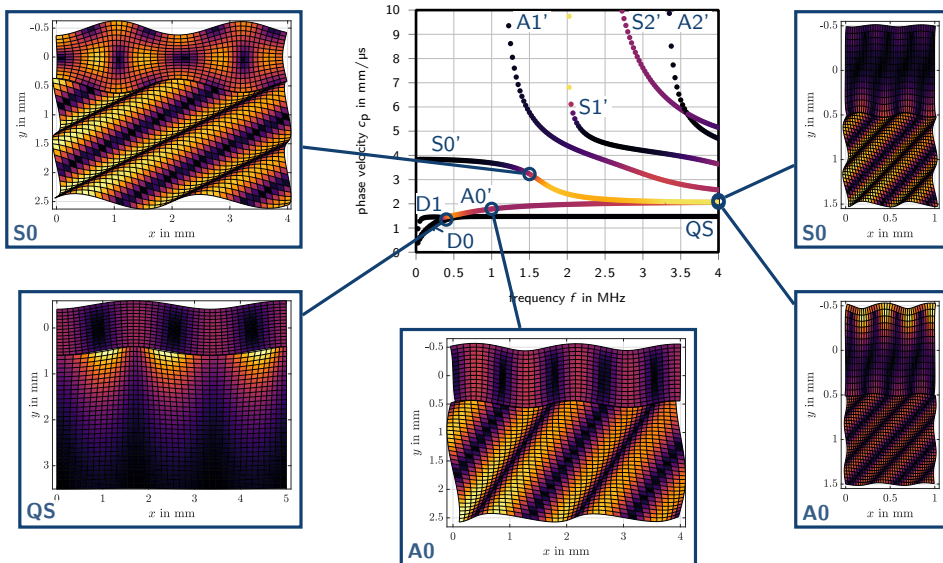 -0.5
0
0.5
1
1.5
2
2.5
y in mm
0 1 2 3 4
x in mm
S0
10
9
8
7
6
5
4
3
2
1
0
phase velocity cp in mm/µs
A1' S2' A2'
S1'
S0'
A0'
D1
D0
QS
0 0.5 1 1.5 2 2.5 3 3.5 4
frequency f in MHz
-0.5
0
0.5
1
1.5
y in mm
0 0.5 1
x in mm
S0
0
1
2
3
y in mm
0 1 2 3 4 5
x in mm
QS
-0.5
0
0.5
1
1.5
2
2.5
y in mm
0 1 2 3 4
x in mm
A0
-0.5
0
0.5
1
1.5
y in mm
0 0.5 1
x in mm
A0